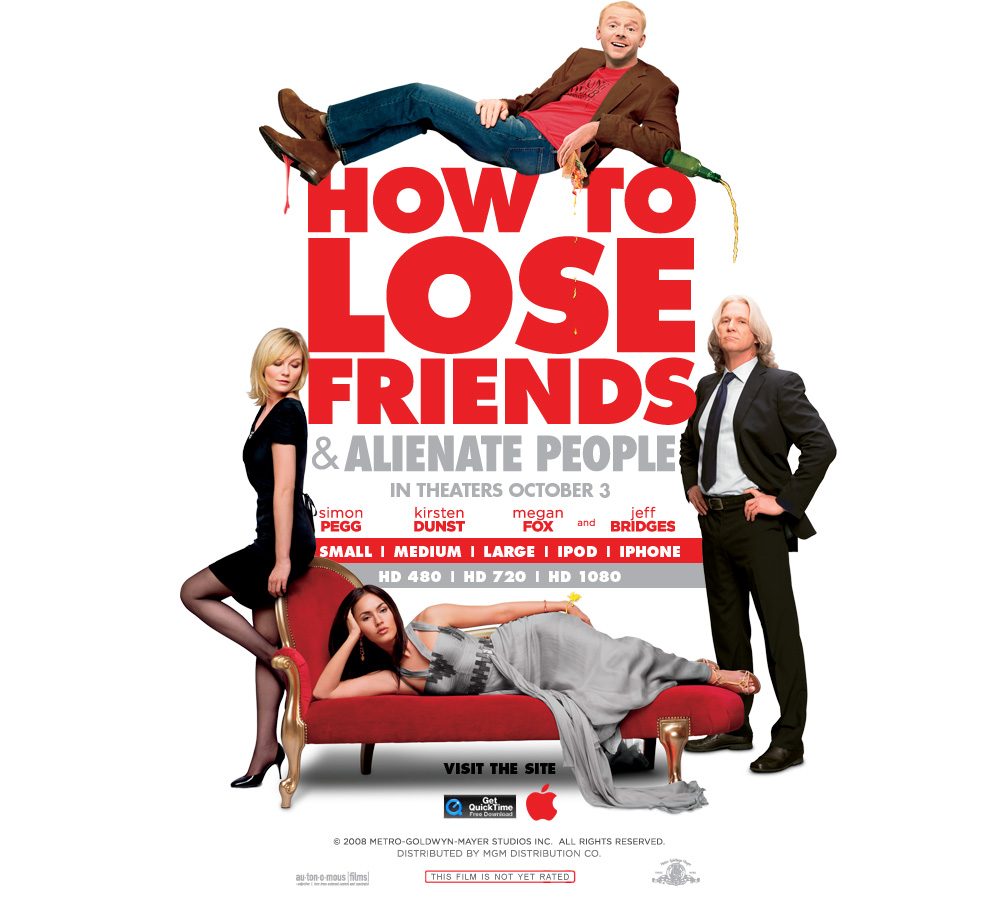 HOW TO
LOSE
FRIENDS
& ALIENATE PEOPLE
IN THEATERS OCTOBER 3
simon PEGG kirsten DUNST megan FOX and jeff BRIDGES
SMALL | MEDIUM | LARGE | IPOD | IPHONE
HD 480 | HD 720 | HD 1080
VISIT THE SITE
Get
QuickTime
Free Download
© 2008 METRO-GOLDWYN-MAYER STUDIOS INC. ALL RIGHTS RESERVED.
DISTRIBUTED BY MGM DISTRIBUTION CO.
au·ton·o·mous |films|
THIS FILM IS NOT YET RATED